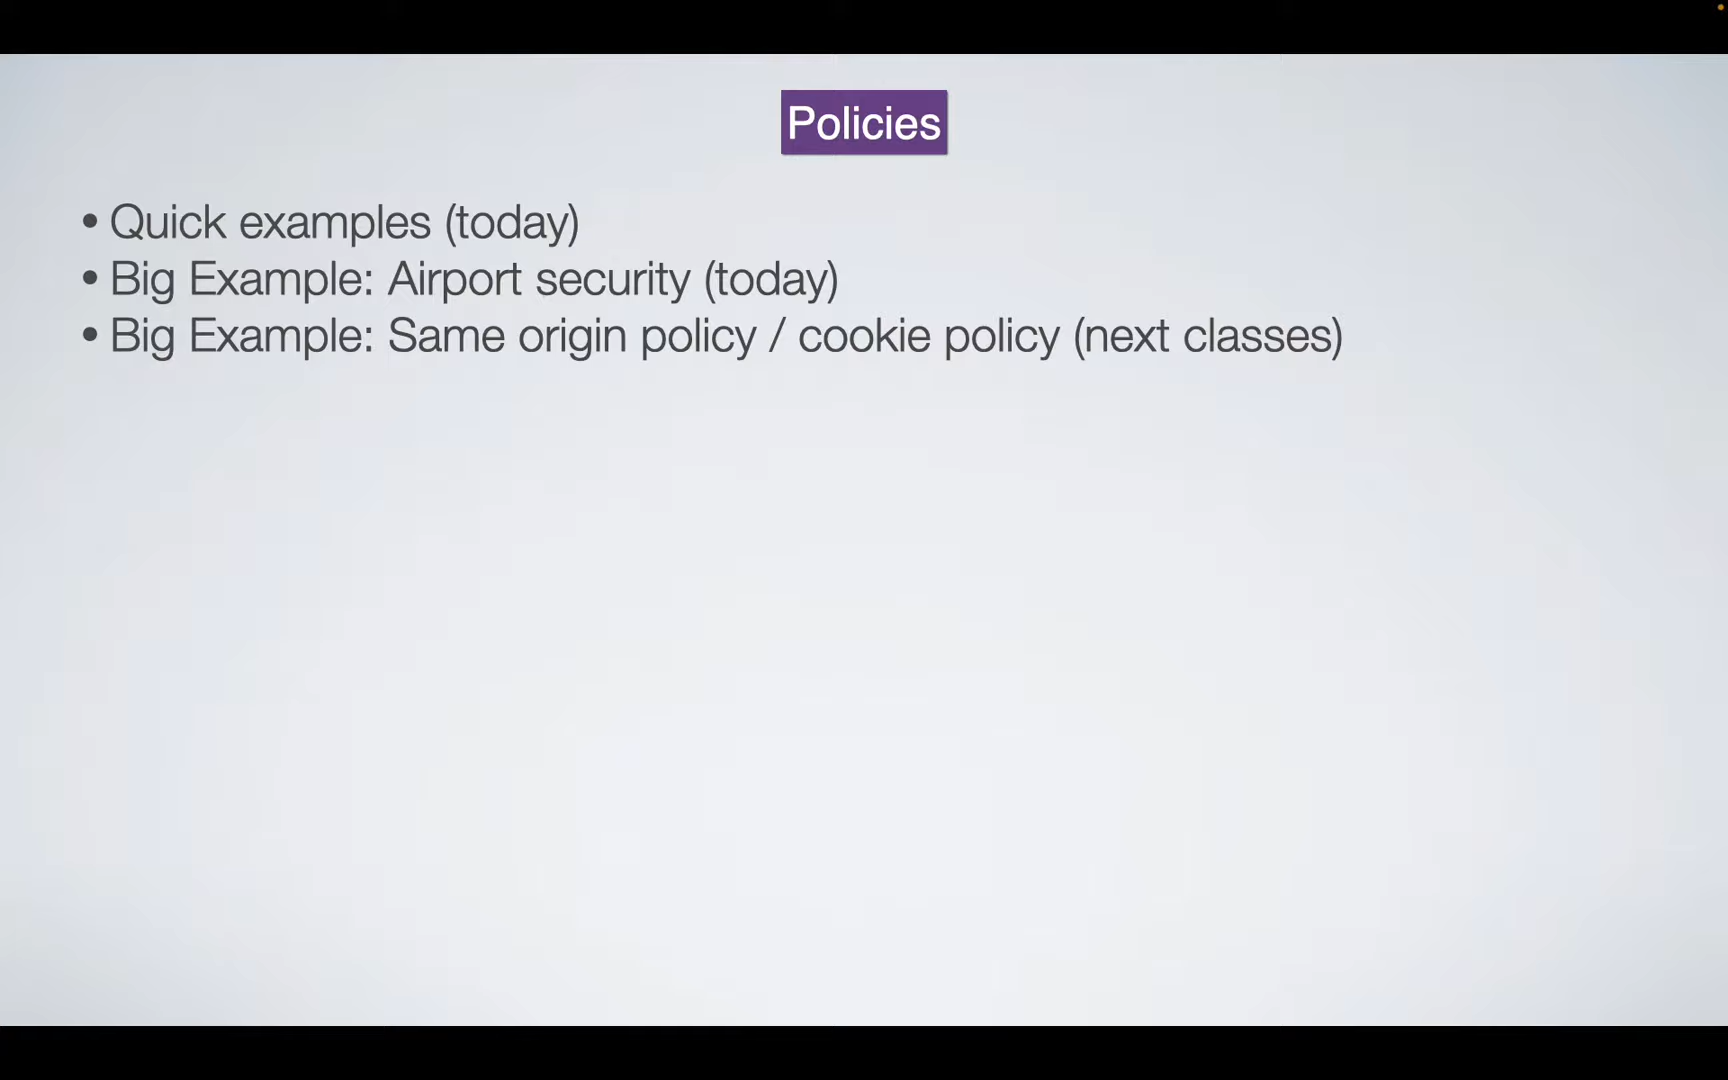 Policies
• Quick examples (today)
• Big Example: Airport security (today)
• Big Example: Same origin policy / cookie policy (next classes)